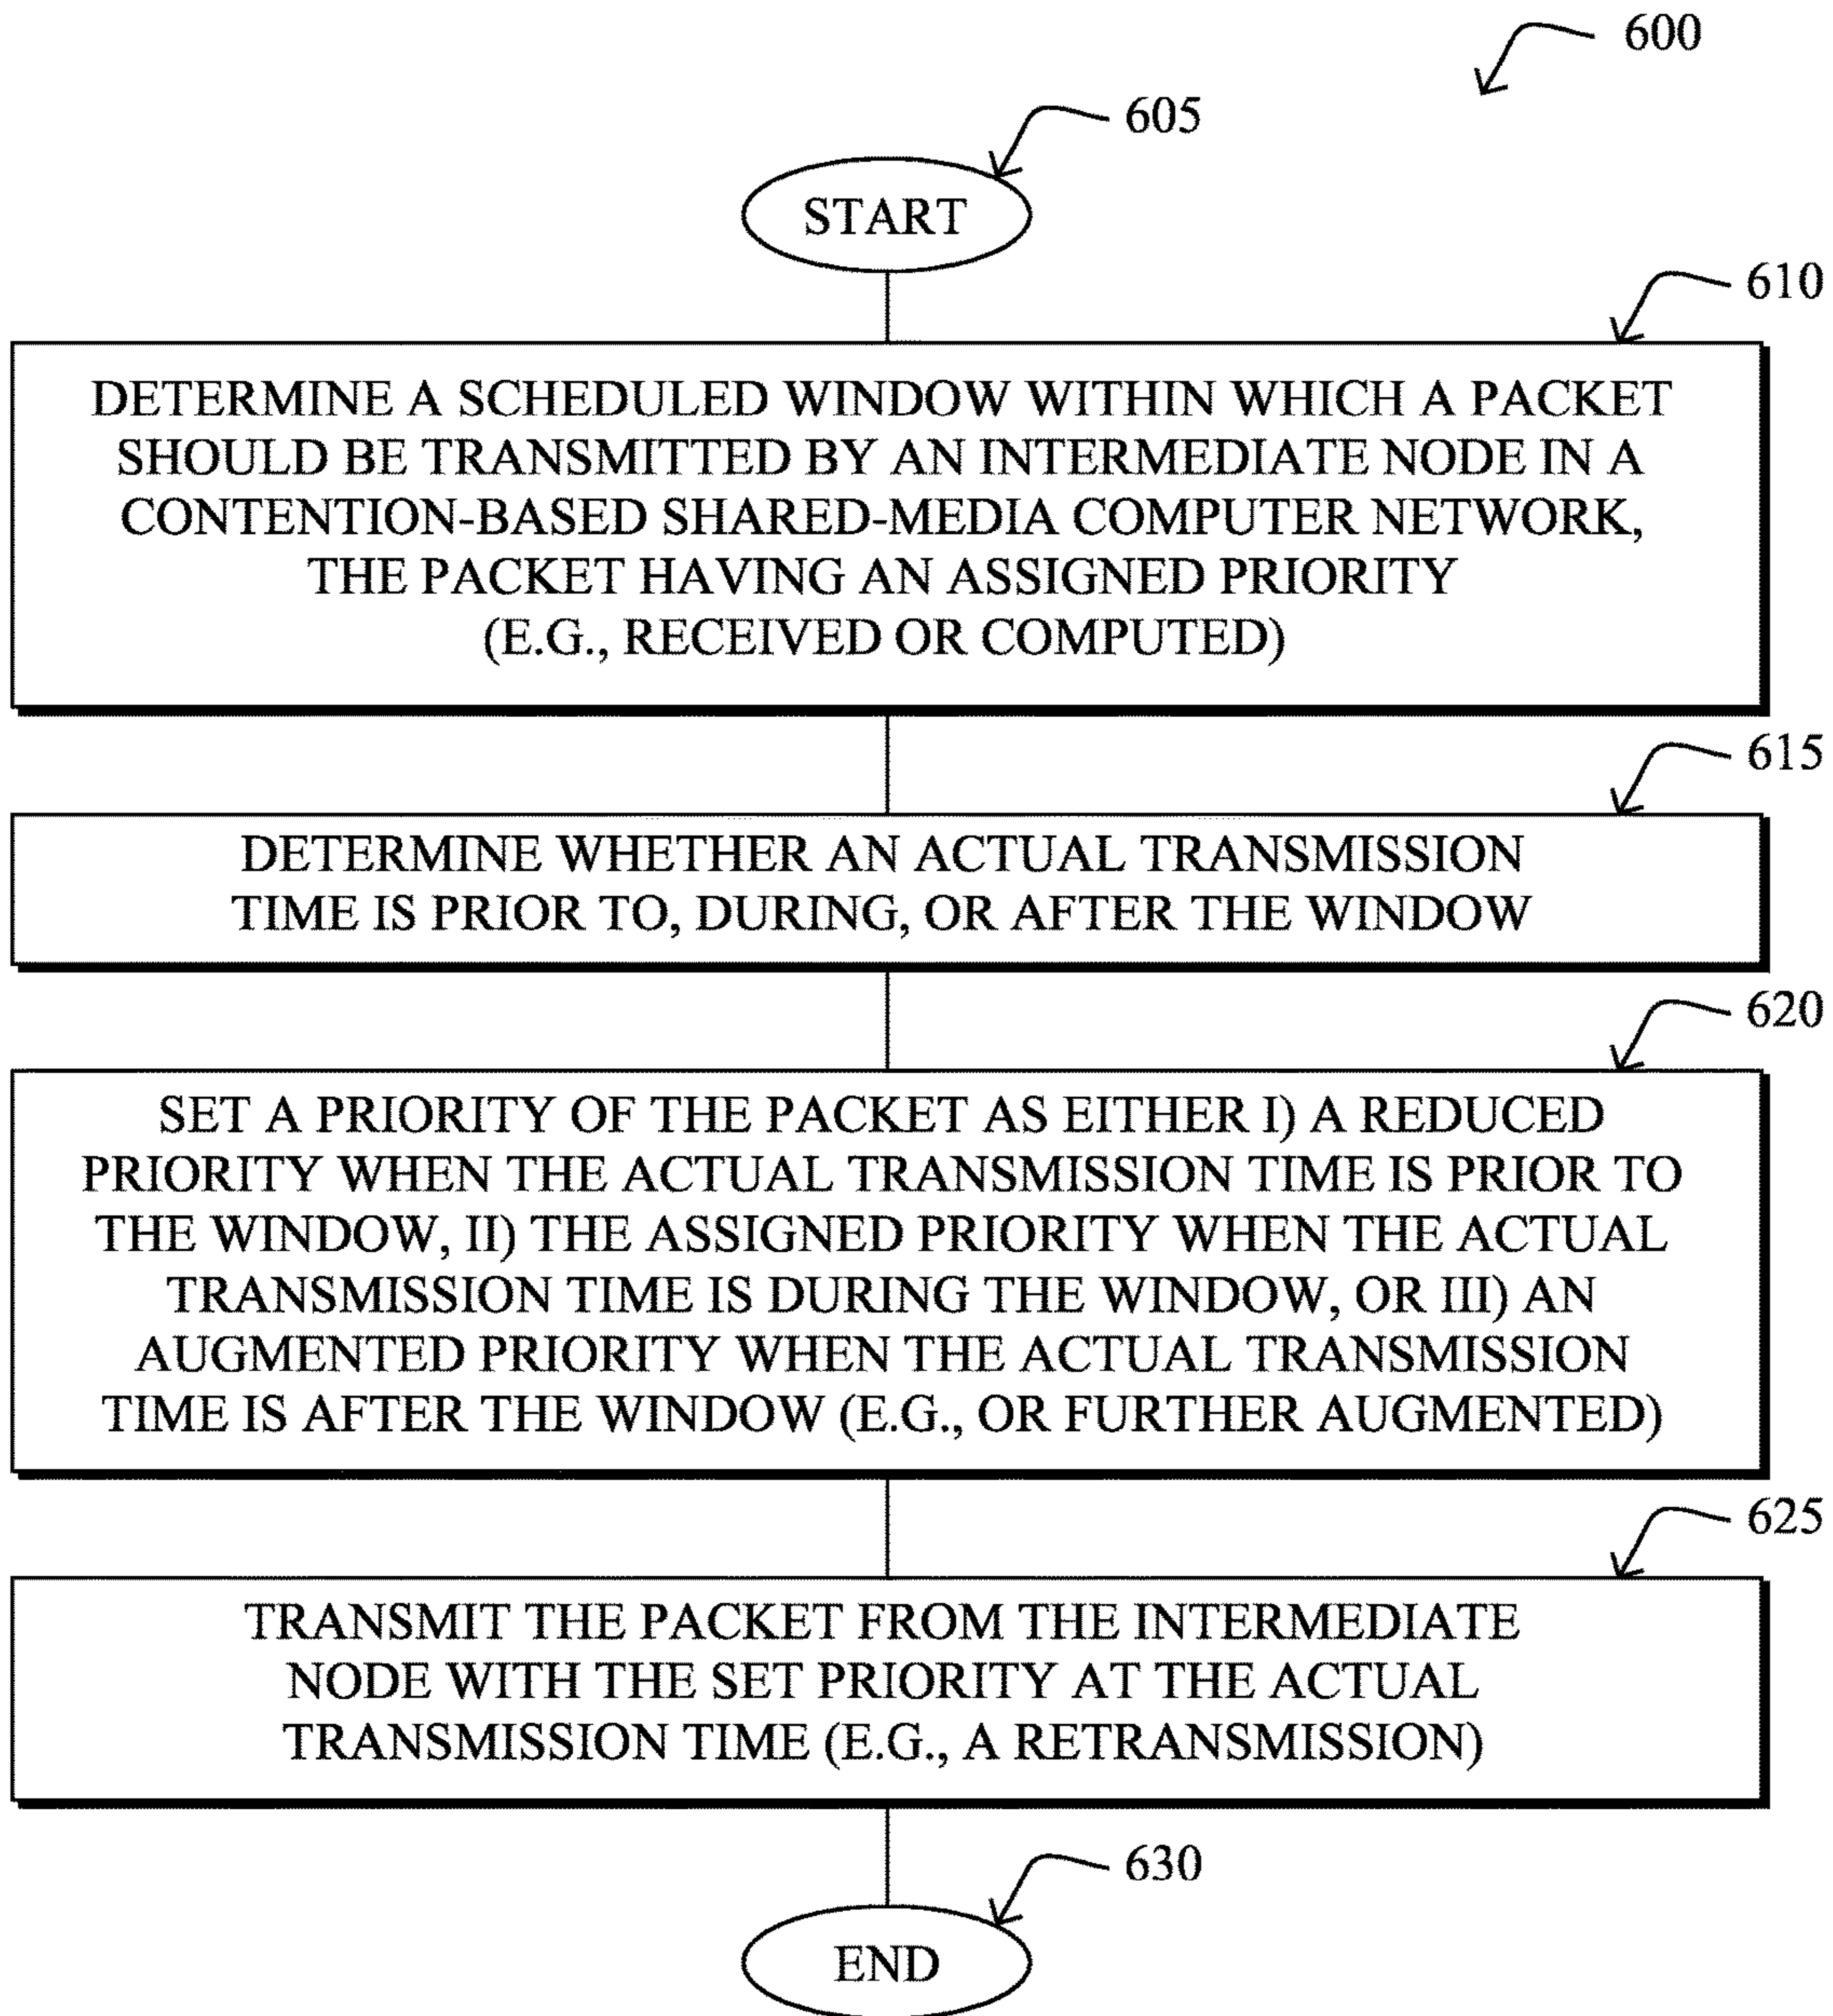 600
605
START
610
DETERMINE A SCHEDULED WINDOW WITHIN WHICH A PACKET
SHOULD BE TRANSMITTED BY AN INTERMEDIATE NODE IN A
CONTENTION-BASED SHARED-MEDIA COMPUTER NETWORK,
THE PACKET HAVING AN ASSIGNED PRIORITY
(E.G., RECEIVED OR COMPUTED)
615
DETERMINE WHETHER AN ACTUAL TRANSMISSION
TIME IS PRIOR TO, DURING, OR AFTER THE WINDOW
620
SET A PRIORITY OF THE PACKET AS EITHER I) A REDUCED
PRIORITY WHEN THE ACTUAL TRANSMISSION TIME IS PRIOR TO
THE WINDOW, II) THE ASSIGNED PRIORITY WHEN THE ACTUAL
TRANSMISSION TIME IS DURING THE WINDOW, OR III) AN
AUGMENTED PRIORITY WHEN THE ACTUAL TRANSMISSION
TIME IS AFTER THE WINDOW (E.G., OR FURTHER AUGMENTED)
625
TRANSMIT THE PACKET FROM THE INTERMEDIATE
NODE WITH THE SET PRIORITY AT THE ACTUAL
TRANSMISSION TIME (E.G., A RETRANSMISSION)
630
END